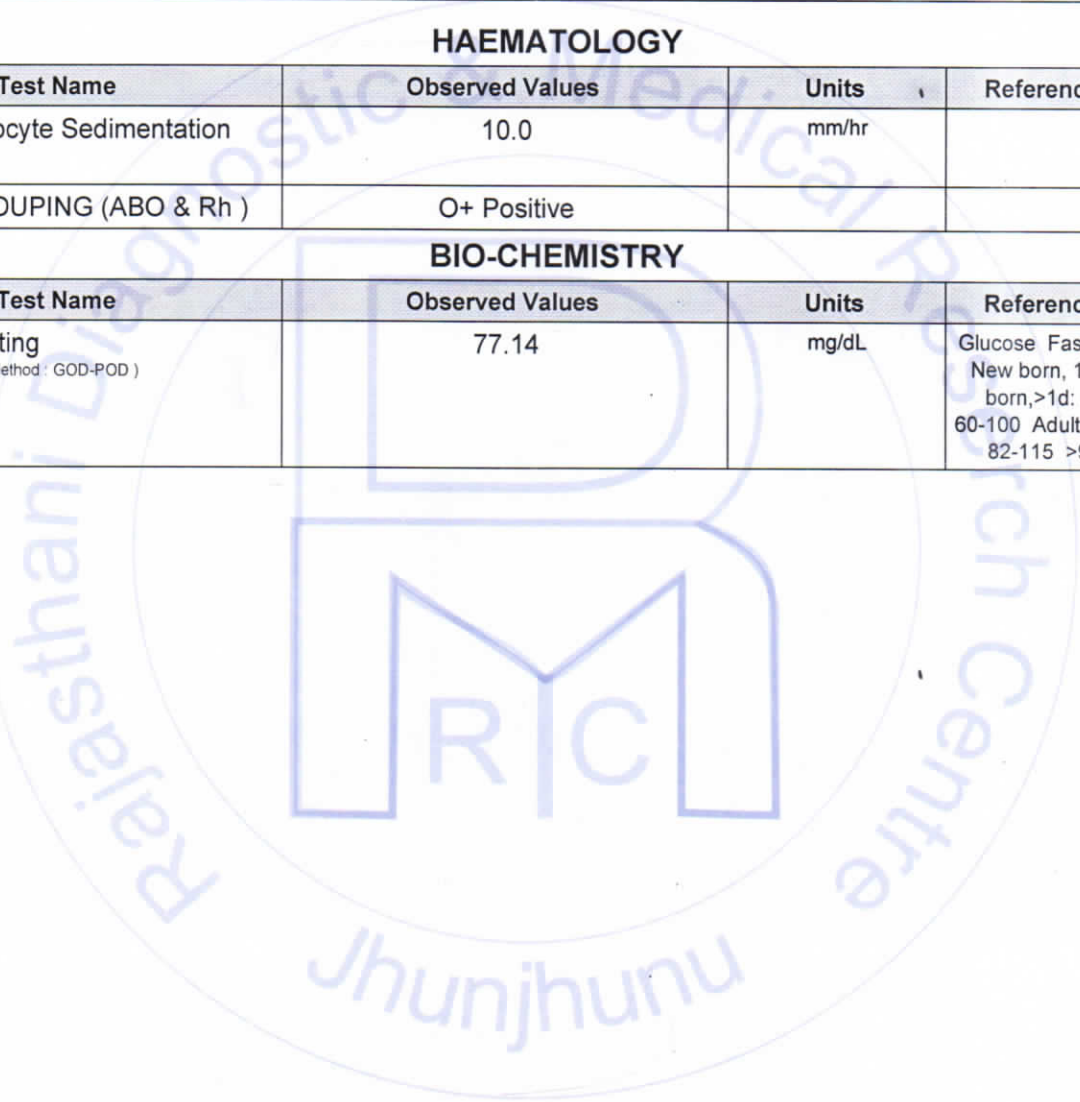 HAEMATOLOGY
Test Name Observed Values Units Referenc
ocyte Sedimentation 10.0 mm/hr
OUPING (ABO & Rh ) O+ Positive
BIO-CHEMISTRY
Test Name Observed Values Units Referenc
ting 77.14 mg/dL Glucose Fas
ethod : GOD-POD ) New born, 1
born,>1d:
60-100 Adult
82-115 >9
Rajasthani Diagnostic & Medical Reserch Centre
R C
Jhunjhunu